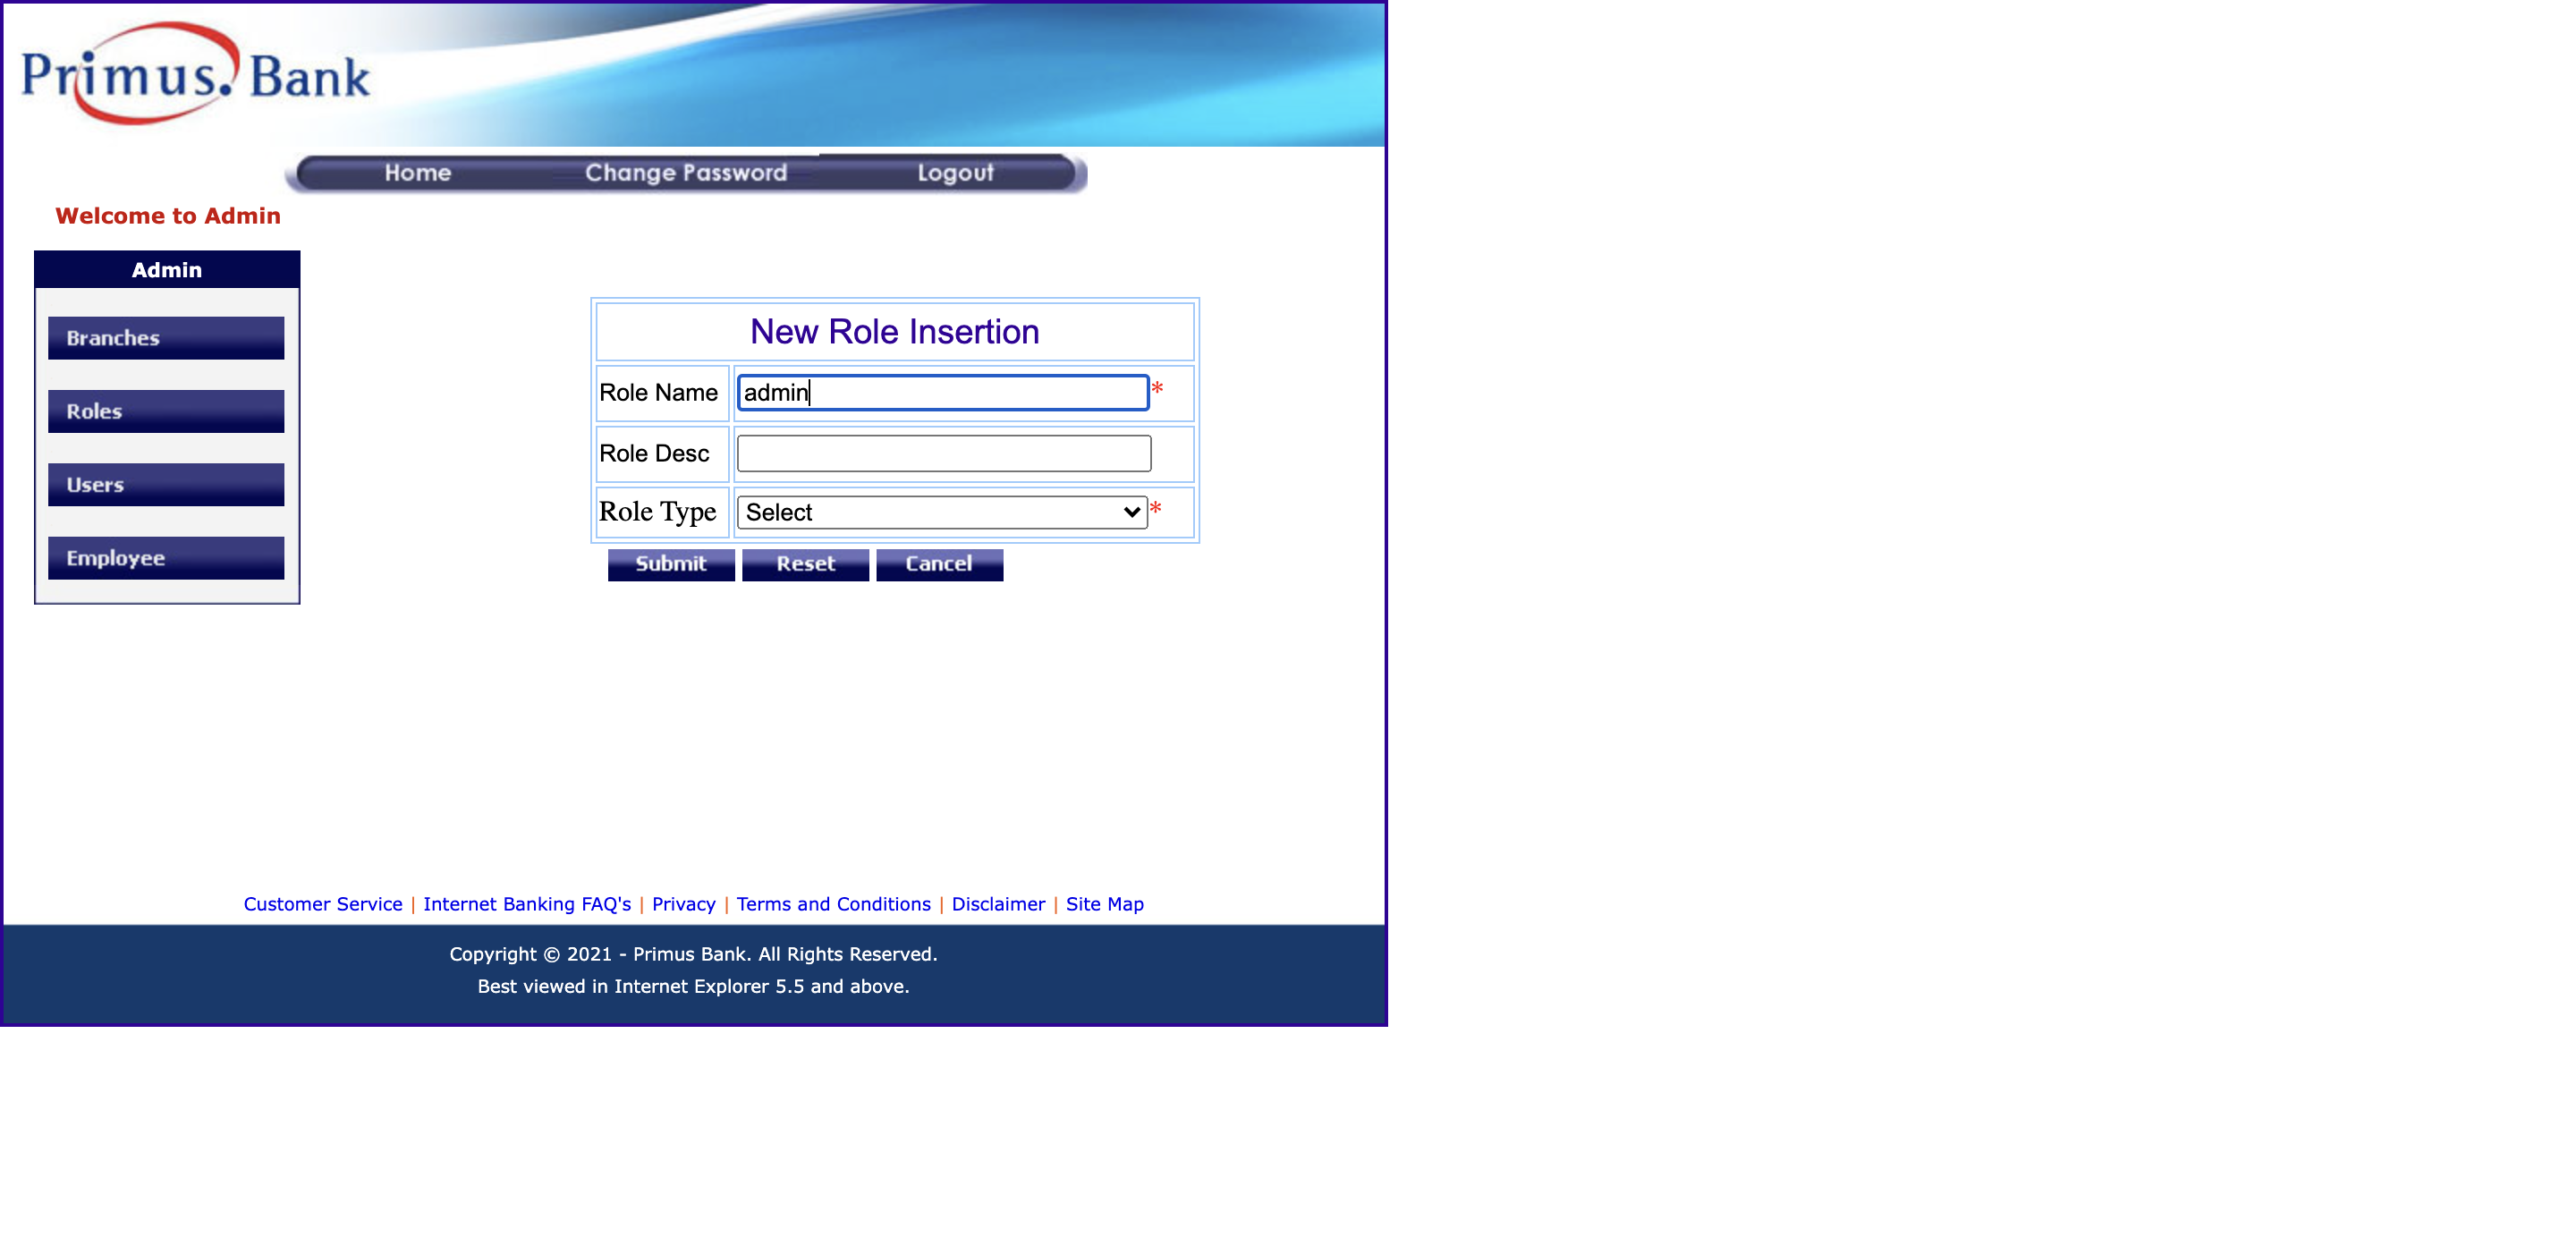 Primus. Bank
Home Change Password Logout
Welcome to Admin
Admin
Branches
Roles
Users
Employee
New Role Insertion
Role Name admin *
Role Desc
Role Type Select *
Submit Reset Cancel
Customer Service | Internet Banking FAQ's | Privacy | Terms and Conditions | Disclaimer | Site Map
Copyright © 2021 - Primus Bank. All Rights Reserved.
Best viewed in Internet Explorer 5.5 and above.